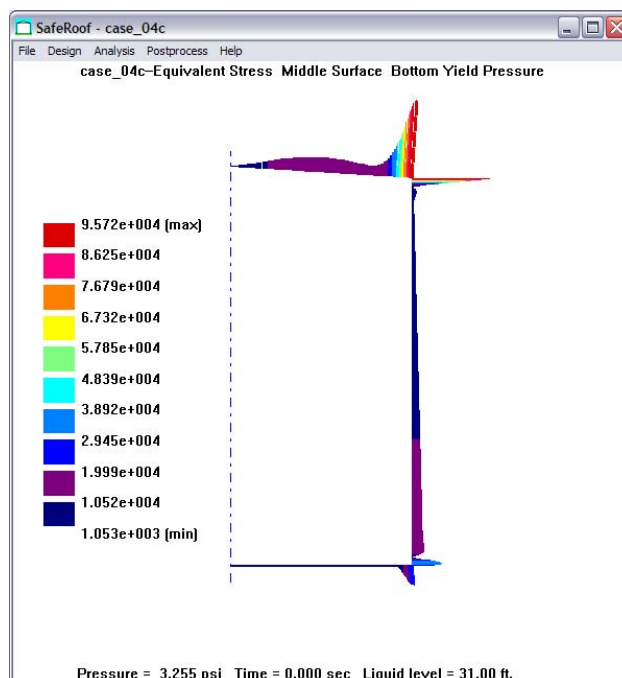 SafeRoof - case_04c
File Design Analysis Postprocess Help
case_04c-Equivalent Stress Middle Surface Bottom Yield Pressure
9.572e+004 (max)
8.625e+004
7.679e+004
6.732e+004
5.785e+004
4.839e+004
3.892e+004
2.945e+004
1.999e+004
1.052e+004
1.053e+003 (min)
Pressure = 3.255 psi Time = 0.000 sec Liquid level = 31.00 ft.